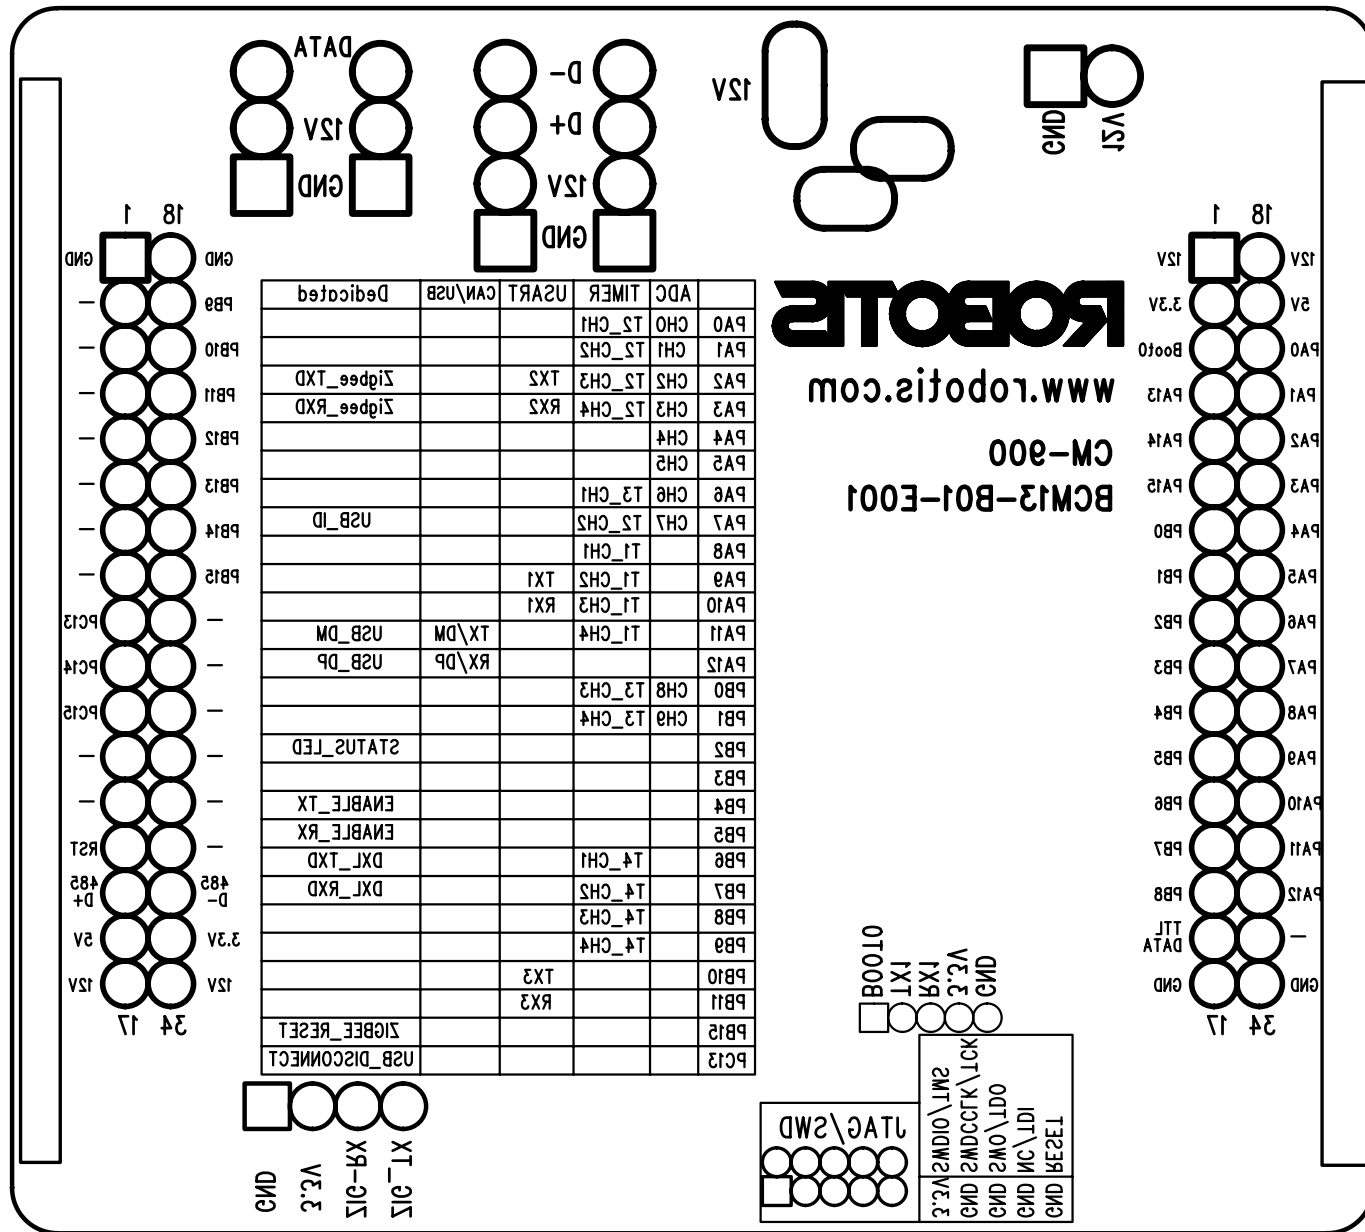 12V
GND
12V
D-
D+
12V
GND
DATA
12V
GND
ROBOTIS
www.robotis.com
CM-900
BCM13-B01-E001
18 1
12V 12V
5V 3.3V
PA0 Boot0
PA1 PA13
PA2 PA14
PA3 PA15
PA4 PB0
PA5 PB1
PA6 PB2
PA7 PB3
PA8 PB4
PA9 PB5
PA10 PB6
PA11 PB7
PA12 PB8
- TTL DATA
GND GND
34 17
ADC TIMER USART CAN/USB Dedicated
PA0 CH0 T2_CH1
PA1 CH1 T2_CH2
PA2 CH2 T2_CH3 TX2 Zigbee_TXD
PA3 CH3 T2_CH4 RX2 Zigbee_RXD
PA4 CH4
PA5 CH5
PA6 CH6 T3_CH1
PA7 CH7 T2_CH2 USB_ID
PA8 T1_CH1
PA9 T1_CH2 TX1
PA10 T1_CH3 RX1
PA11 T1_CH4 TX/DM USB_DM
PA12 RX/DP USB_DP
PB0 CH8 T3_CH3
PB1 CH9 T3_CH4
PB2 STATUS_LED
PB3
PB4 ENABLE_TX
PB5 ENABLE_RX
PB6 T4_CH1 DXL_TXD
PB7 T4_CH2 DXL_RXD
PB8 T4_CH3
PB9 T4_CH4
PB10 TX3
PB11 RX3
PB15 ZIGBEE_RESET
PC13 USB_DISCONNECT
18 1
GND GND
PB9 -
PB10 -
PB11 -
PB12 -
PB13 -
PB14 -
PB15 -
- PC13
- PC14
- PC15
- -
- -
- RST
485 D- 485 D+
3.3V 5V
12V 12V
34 17
GND
3.3V
RX1
TX1
BOOT0
JTAG/SWD
GND RESET
GND NC/TDI
GND SWO/TDO
GND SWDCCLK/TCK
3.3V SWDIO/TMS
ZIG_TX
ZIG-RX
3.3V
GND